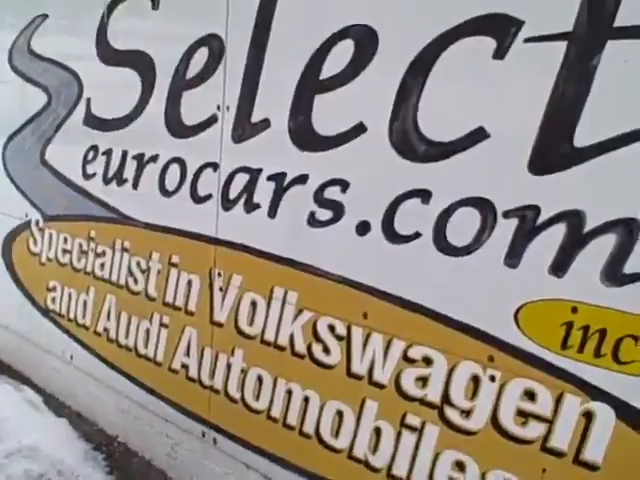 Select
eurocars.com
inc
Specialist in Volkswagen
and Audi Automobiles